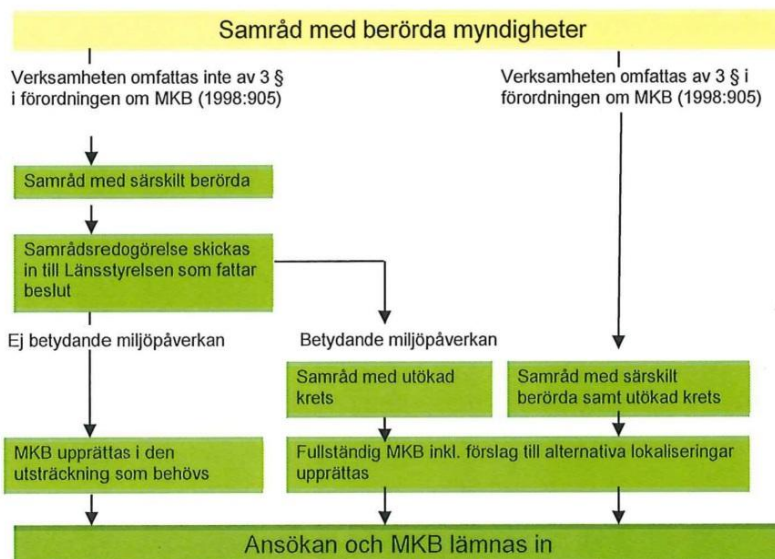 Samråd med berörda myndigheter
Verksamheten omfattas inte av 3 §
i förordningen om MKB (1998:905)
Verksamheten omfattas av 3 § i
förordningen om MKB (1998:905)
Samråd med särskilt berörda
Samrådsredogörelse skickas
in till Länsstyrelsen som fattar
beslut
Ej betydande miljöpåverkan
Betydande miljöpåverkan
Samråd med utökad
krets
Samråd med särskilt
berörda samt utökad krets
MKB upprättas i den
utsträckning som behövs
Fullständig MKB inkl. förslag till alternativa lokaliseringar
upprättas
Ansökan och MKB lämnas in